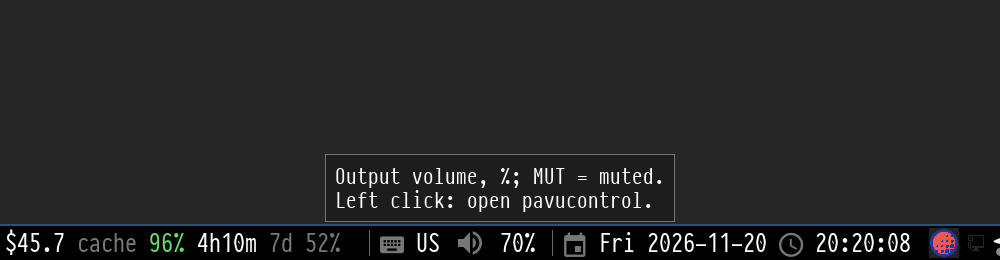 Output volume, %; MUT = muted.
Left click: open pavucontrol.
$45.7 cache 96% 4h10m 7d 52% US 70% Fri 2026-11-20 20:20:08